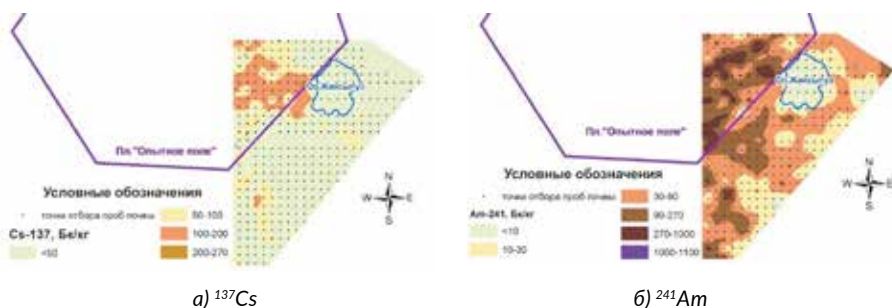 Пл."Опытное поле"
Условные обозначения
точки отбора проб почвы
Cs-137, Бк/кг
<50
50-100
100-200
200-270
N
W E
S
а) ¹³⁷Cs
Пл."Опытное поле"
Условные обозначения
точки отбора проб почвы
Am-241, Бк/кг
<10
10-30
30-90
90-270
270-1000
1000-1100
N
W E
S
б) ²⁴¹Am